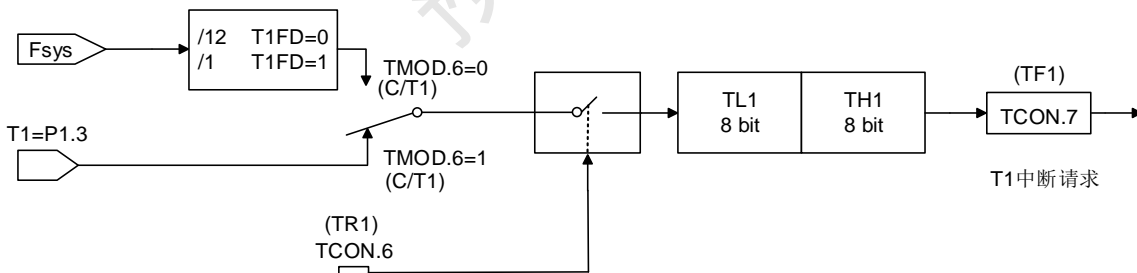 Fsys
/12 T1FD=0
/1 T1FD=1
TMOD.6=0
(C/T1)
T1=P1.3
TMOD.6=1
(C/T1)
(TR1)
TCON.6
TL1
8 bit
TH1
8 bit
(TF1)
TCON.7
T1中断请求